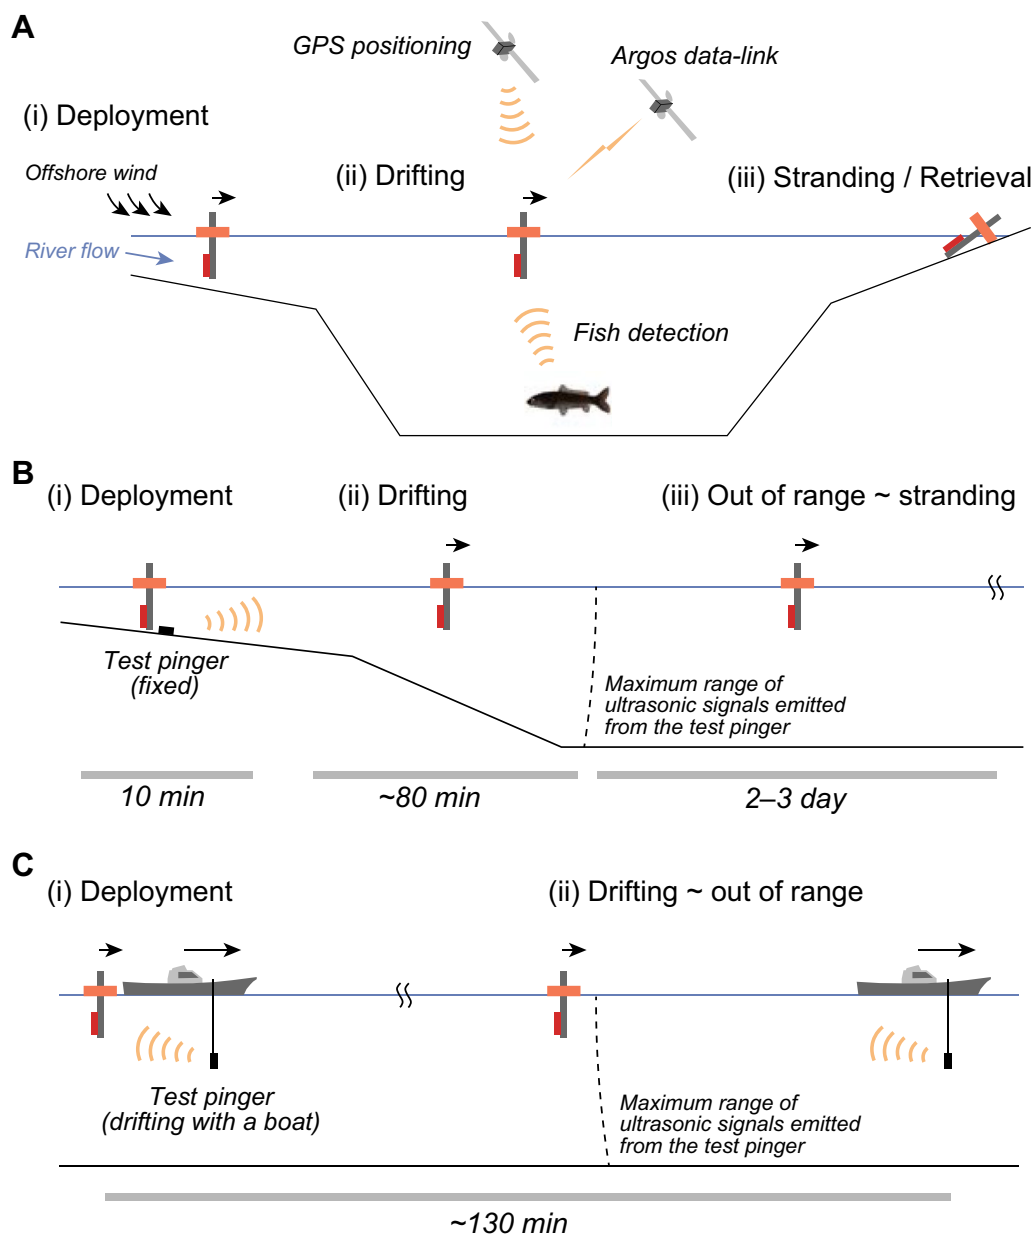 A
GPS positioning
Argos data-link
(i) Deployment
Offshore wind
(ii) Drifting
(iii) Stranding / Retrieval
River flow
Fish detection
B
(i) Deployment
(ii) Drifting
(iii) Out of range ~ stranding
Test pinger
(fixed)
Maximum range of
ultrasonic signals emitted
from the test pinger
10 min
~80 min
2–3 day
C
(i) Deployment
(ii) Drifting ~ out of range
Test pinger
(drifting with a boat)
Maximum range of
ultrasonic signals emitted
from the test pinger
~130 min